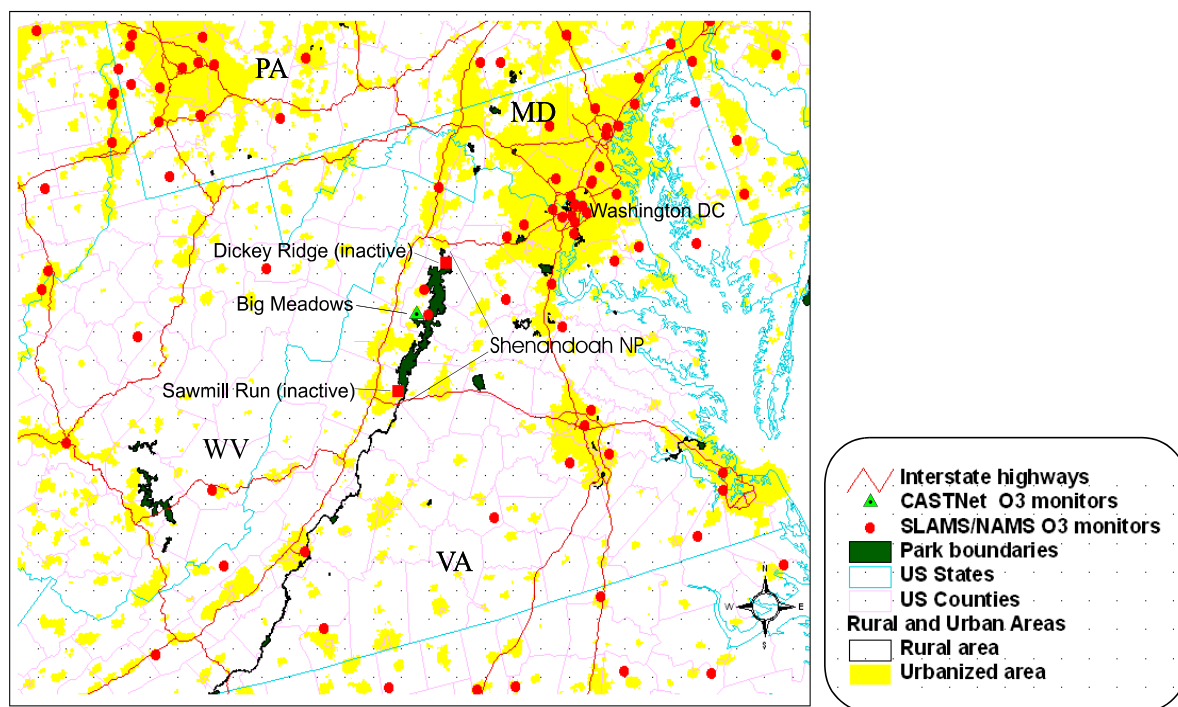 PA
MD
Washington DC
Dickey Ridge (inactive)
Big Meadows
Shenandoah NP
Sawmill Run (inactive)
WV
VA
N
W
E
S
Interstate highways
CASTNet O3 monitors
SLAMS/NAMS O3 monitors
Park boundaries
US States
US Counties
Rural and Urban Areas
Rural area
Urbanized area